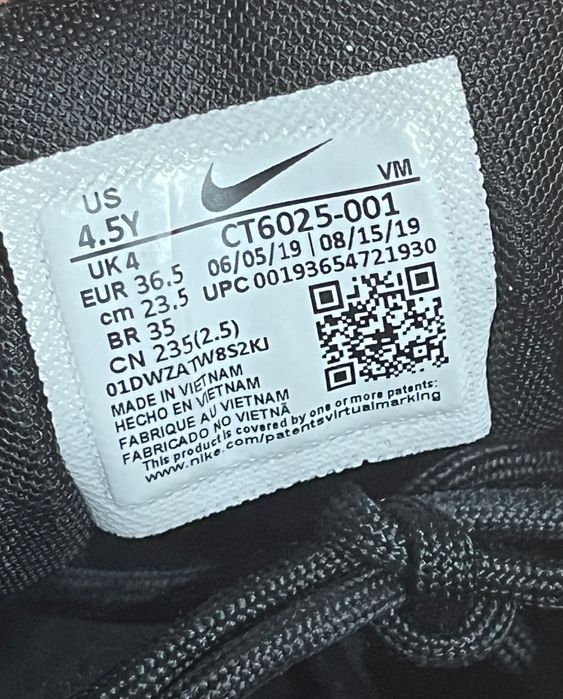 US
4.5Y
VM
UK 4
CT6025-001
EUR 36.5
06/05/19 | 08/15/19
cm 23.5
UPC 00193654721930
BR 35
CN 235(2.5)
01DWZATW8S2KJ
MADE IN VIETNAM
HECHO EN VIETNAM
FABRIQUE AU VIETNAM
FABRICADO NO VIETNÃ
This product is covered by one or more patents:
www.nike.com/patentsvirtualmarking